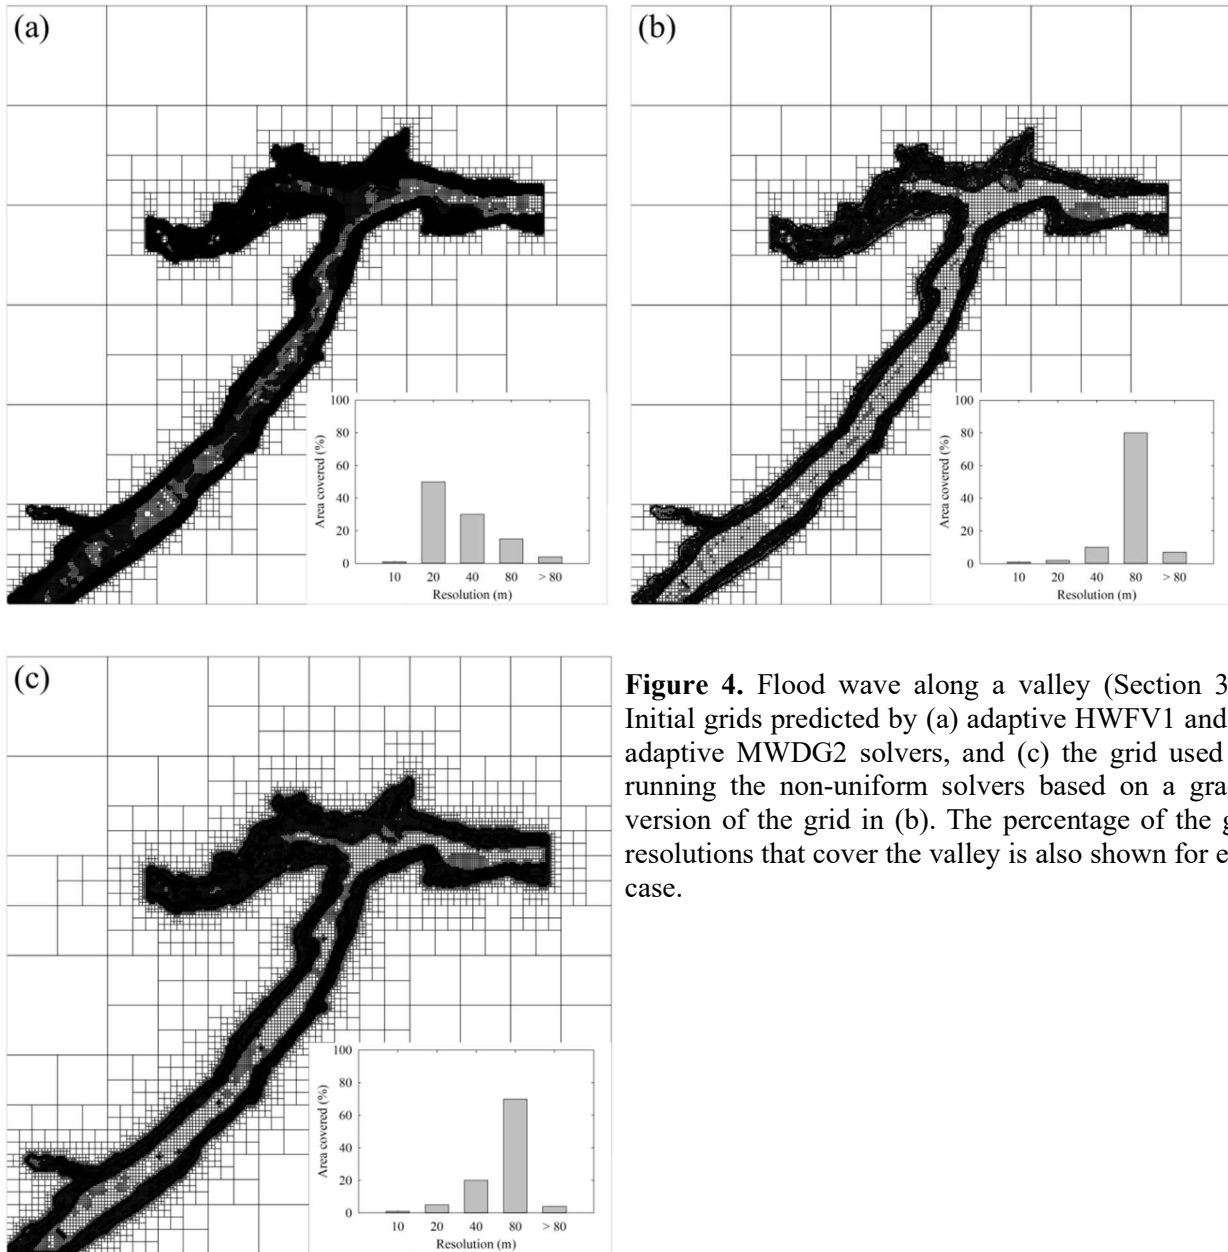 (a)
100
80
60
40
20
0
Area covered (%)
10 20 40 80 > 80
Resolution (m)
(b)
100
80
60
40
20
0
Area covered (%)
10 20 40 80 > 80
Resolution (m)
(c)
100
80
60
40
20
0
Area covered (%)
10 20 40 80 > 80
Resolution (m)
Figure 4. Flood wave along a valley (Section 3
Initial grids predicted by (a) adaptive HWFV1 and
adaptive MWDG2 solvers, and (c) the grid used
running the non-uniform solvers based on a gra
version of the grid in (b). The percentage of the g
resolutions that cover the valley is also shown for e
case.